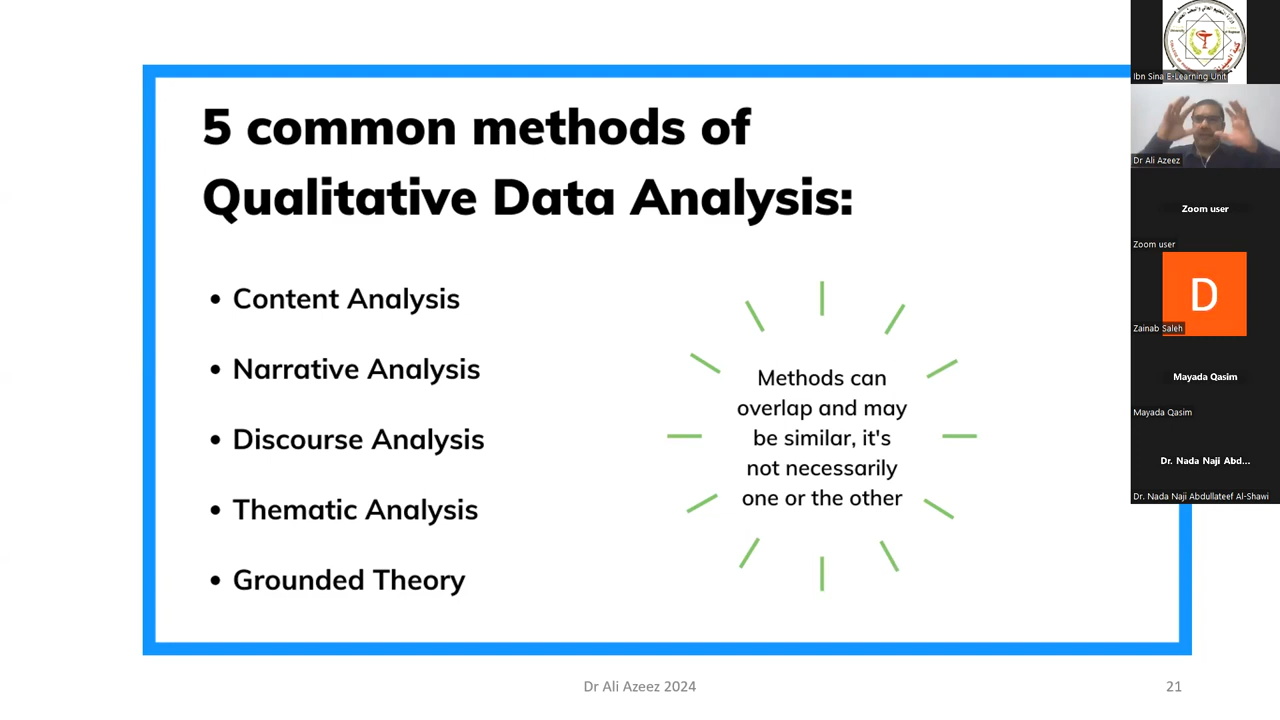 5 common methods of
Qualitative Data Analysis:
• Content Analysis
• Narrative Analysis
• Discourse Analysis
• Thematic Analysis
• Grounded Theory
Methods can
overlap and may
be similar, it's
not necessarily
one or the other
Dr Ali Azeez 2024
21
Ibn Sina E-Learning Unit
Dr Ali Azeez
Zoom user
Zoom user
D
Zainab Saleh
Mayada Qasim
Mayada Qasim
Dr. Nada Naji Abd...
Dr. Nada Naji Abdullateef Al-Shawi